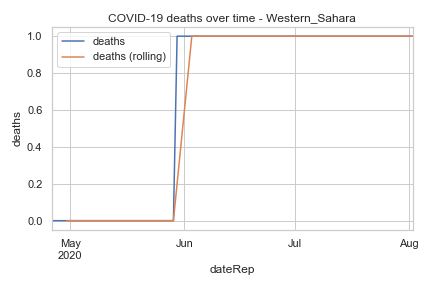 COVID-19 deaths over time - Western_Sahara
deaths
deaths (rolling)
1.0
0.8
0.6
0.4
0.2
0.0
deaths
May
2020
Jun
Jul
Aug
dateRep